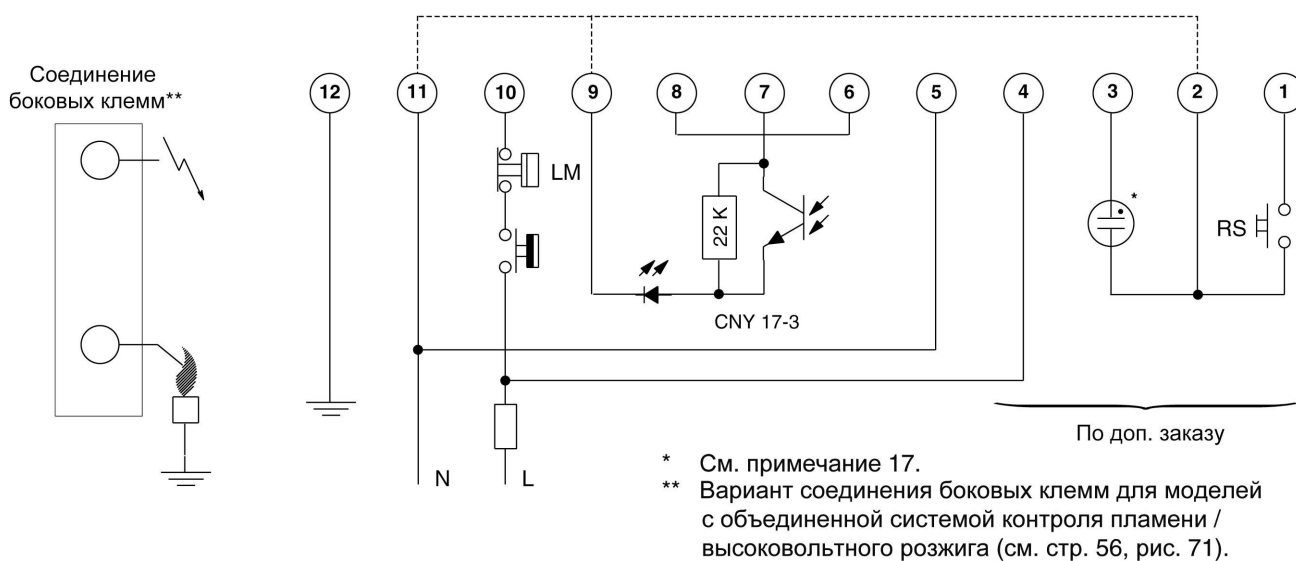 Соединение
боковых клемм**
12 11 10 9 8 7 6 5 4 3 2 1
LM
*
22 K
RS
CNY 17-3
По доп. заказу
N L
* См. примечание 17.
** Вариант соединения боковых клемм для моделей
с объединенной системой контроля пламени /
высоковольтного розжига (см. стр. 56, рис. 71).